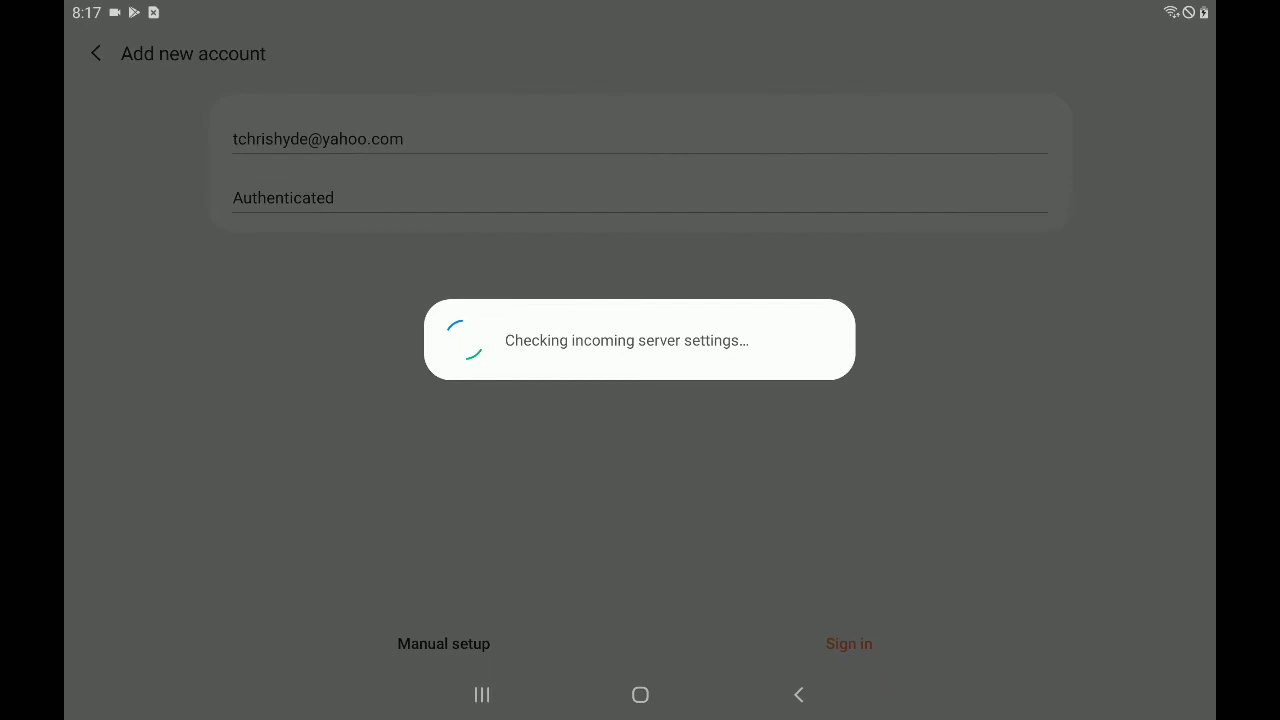 8:17
Add new account
tchrishyde@yahoo.com
Authenticated
Checking incoming server settings...
Manual setup
Sign in